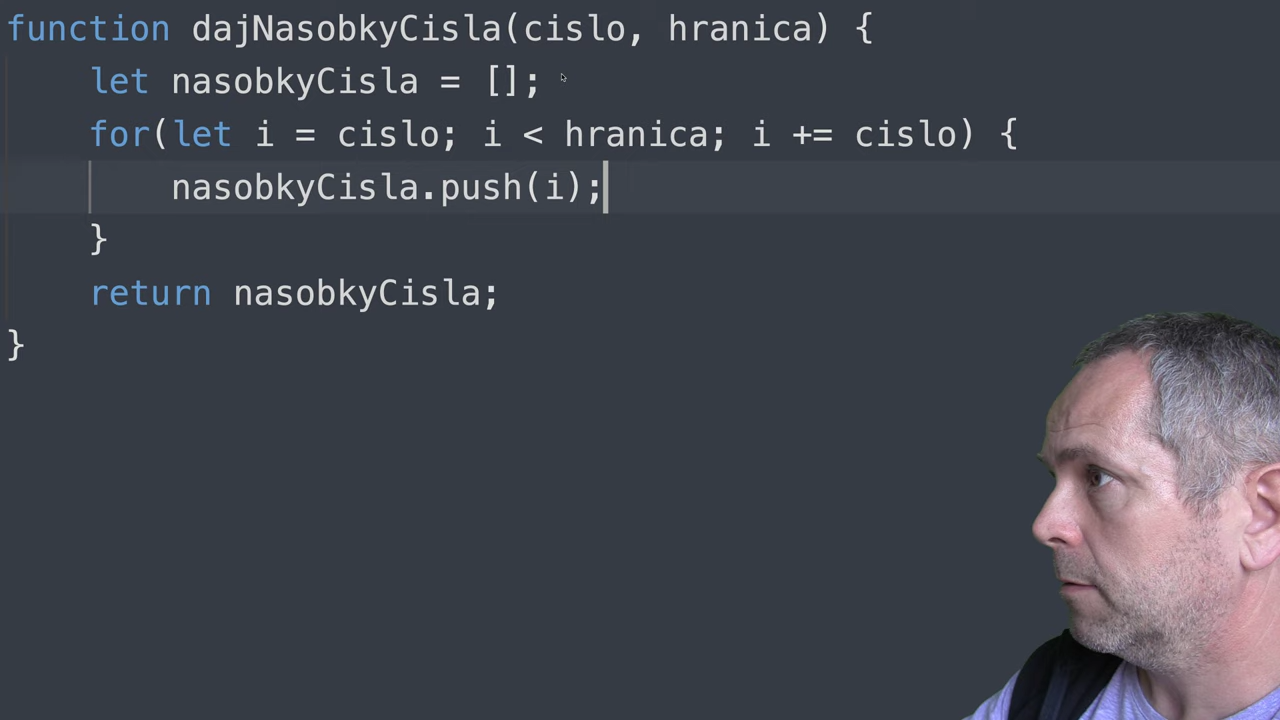 function dajNasobkyCisla(cislo, hranica) {
    let nasobkyCisla = [];
    for(let i = cislo; i < hranica; i += cislo) {
        nasobkyCisla.push(i);
    }
    return nasobkyCisla;
}